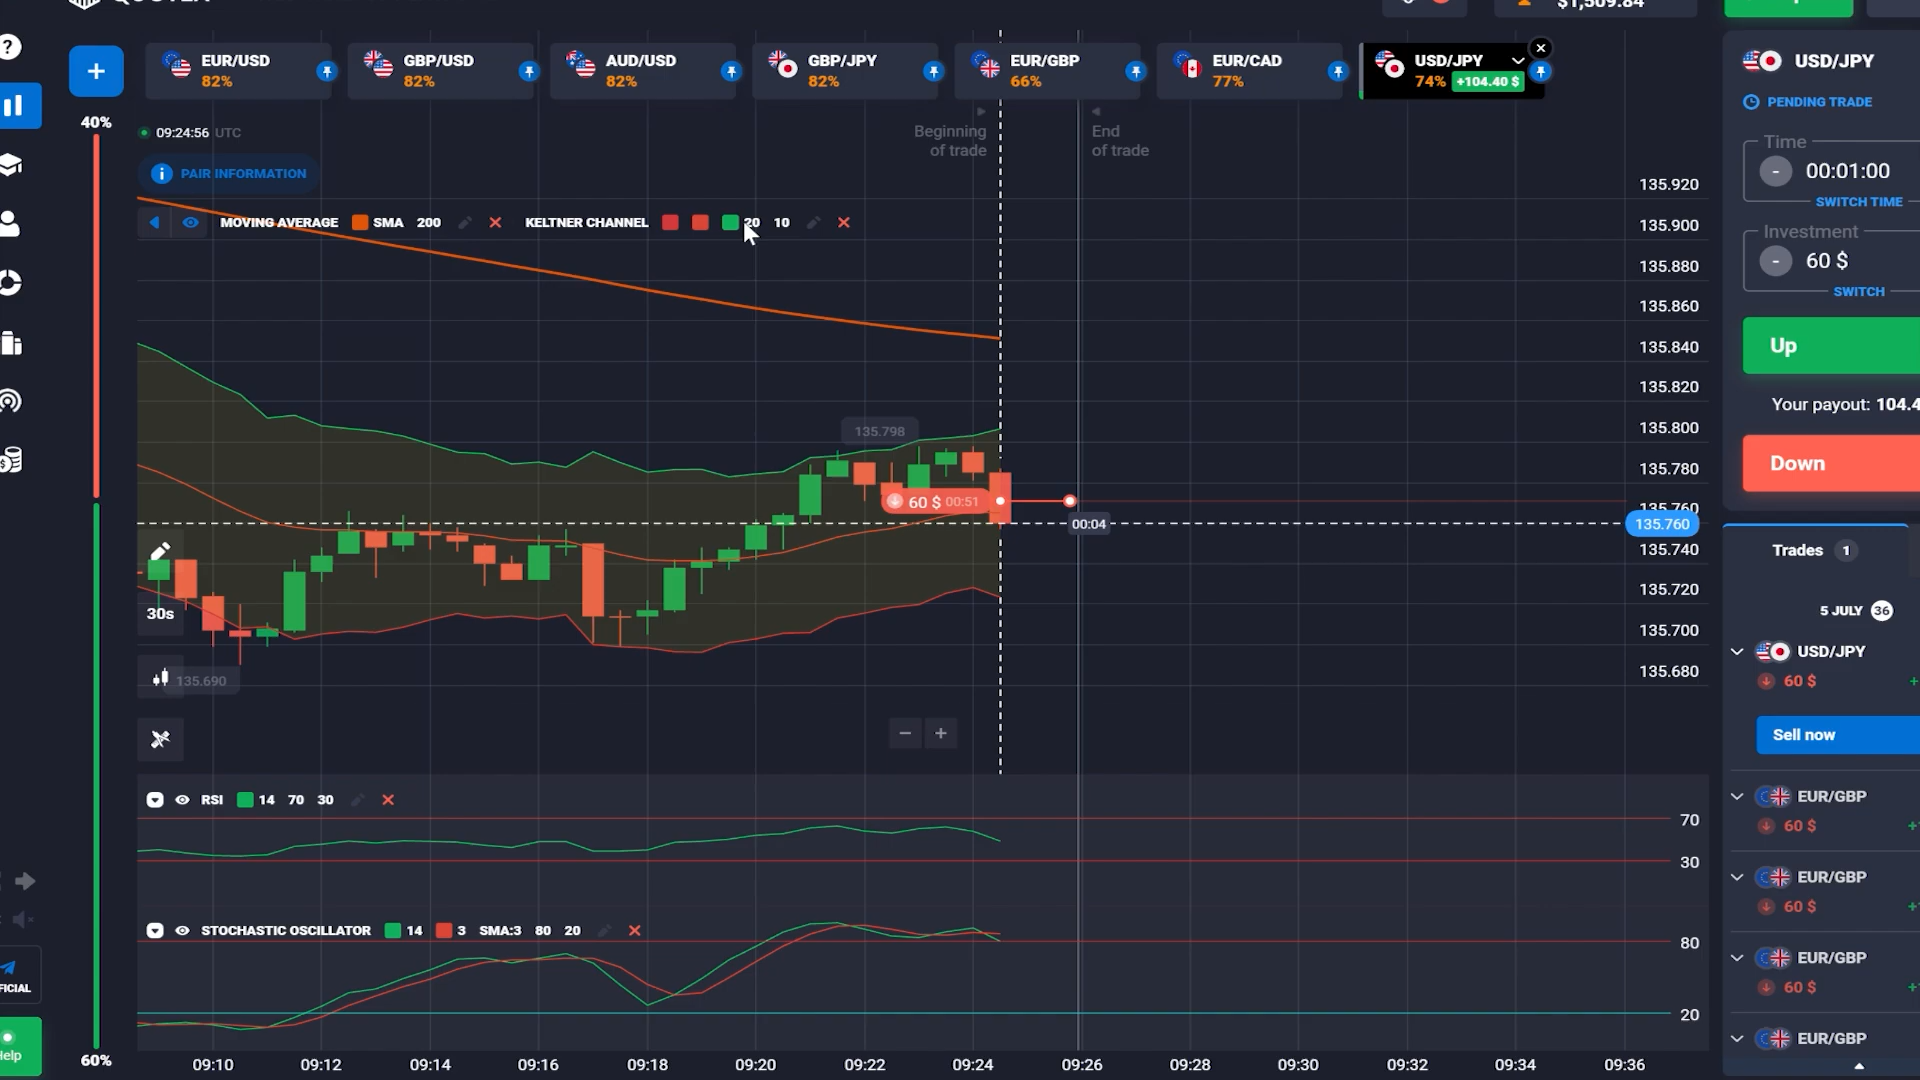 $1,509.84
EUR/USD
82%
GBP/USD
82%
AUD/USD
82%
GBP/JPY
82%
EUR/GBP
66%
EUR/CAD
77%
USD/JPY
74% +104.40 $
USD/JPY
PENDING TRADE
Time
- 00:01:00
SWITCH TIME
Investment
- 60 $
SWITCH
Up
Your payout: 104.4
Down
Trades 1
5 JULY 36
USD/JPY
60 $ +
Sell now
EUR/GBP
60 $ +
EUR/GBP
60 $ +
EUR/GBP
60 $ +
EUR/GBP
40%
60%
09:24:56 UTC
PAIR INFORMATION
Beginning
of trade
End
of trade
MOVING AVERAGE SMA 200
KELTNER CHANNEL 20 10
135.920
135.900
135.880
135.860
135.840
135.820
135.800
135.780
135.760
135.760
135.740
135.720
135.700
135.680
135.798
60 $ 00:51
00:04
30s
135.690
RSI 14 70 30
70
30
STOCHASTIC OSCILLATOR 14 3 SMA:3 80 20
80
20
09:10 09:12 09:14 09:16 09:18 09:20 09:22 09:24 09:26 09:28 09:30 09:32 09:34 09:36
FICIAL
Help